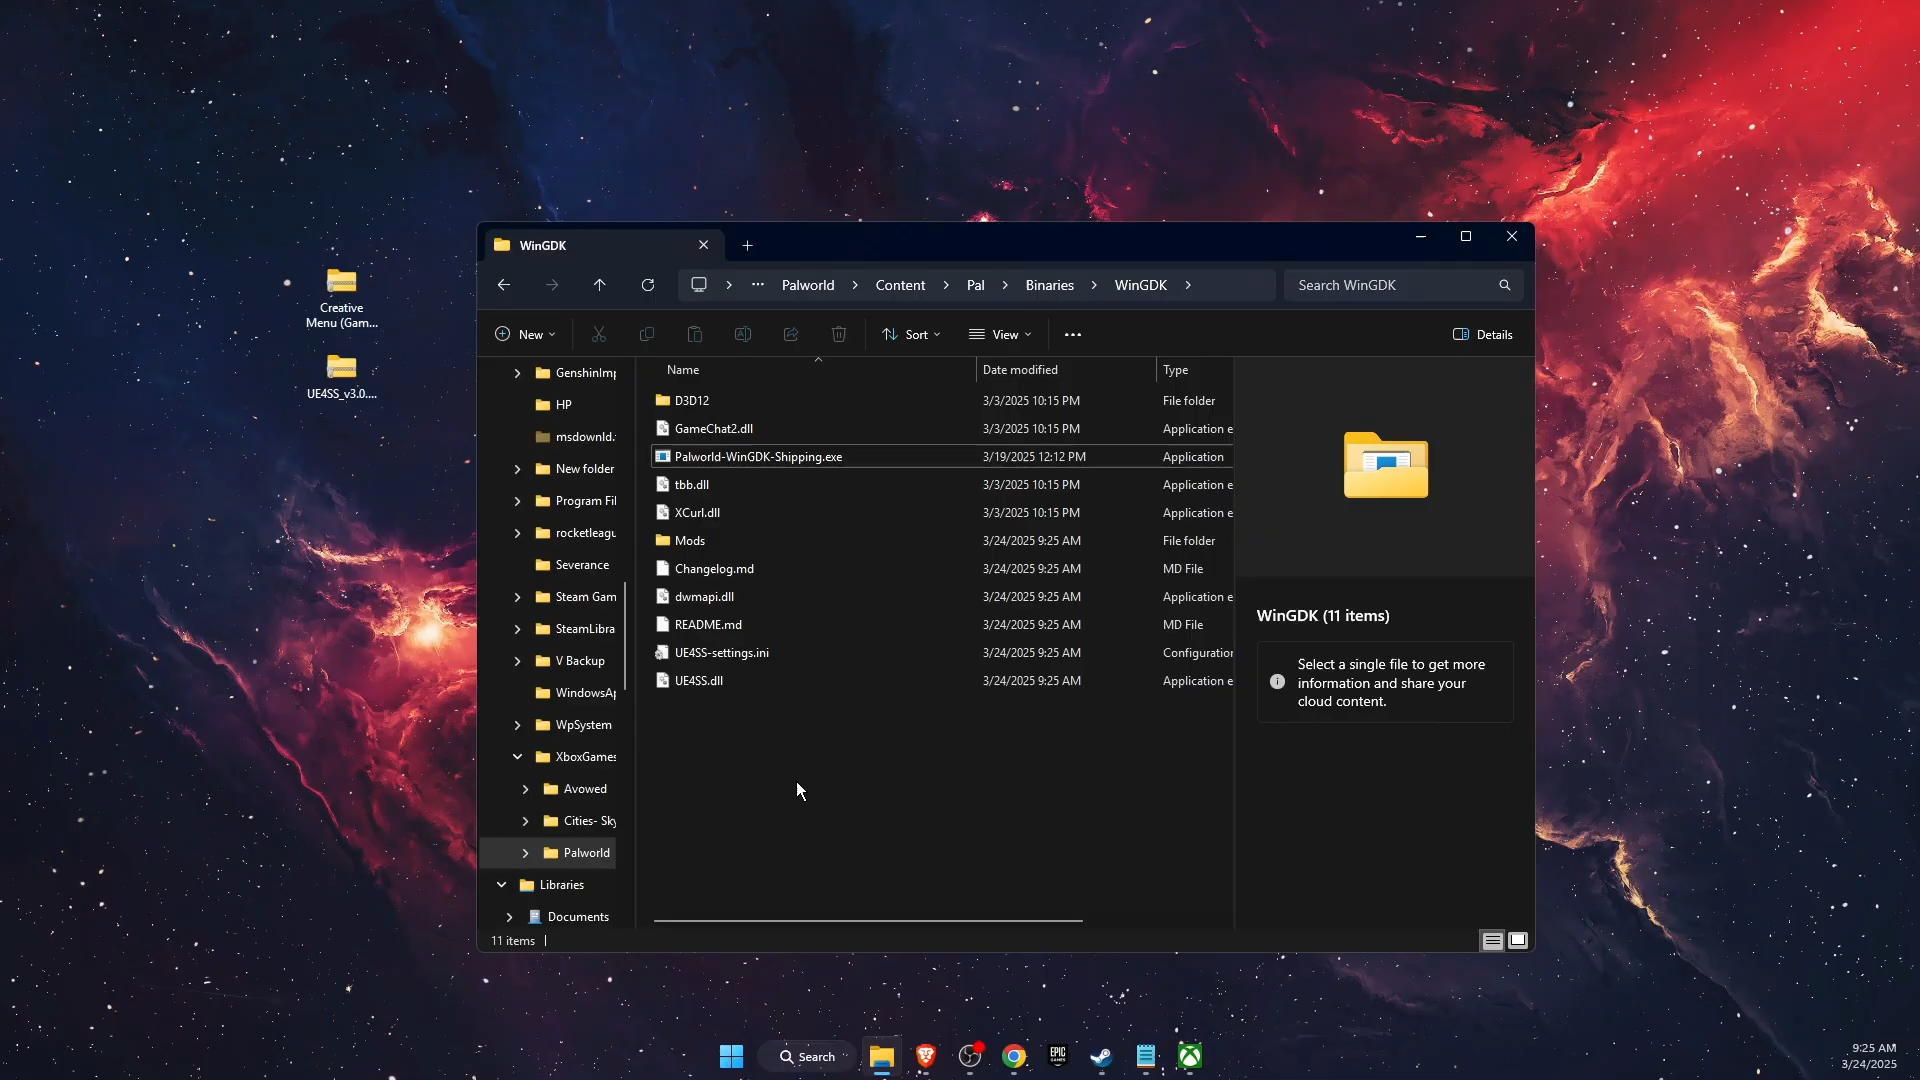 Creative
Menu (Gam...
UE4SS_v3.0....
WinGDK
Palworld
Content
Pal
Binaries
WinGDK
Search WinGDK
New
Sort
View
Details
GenshinImp
HP
msdownld.
New folder
Program Fil
rocketleagu
Severance
Steam Gam
SteamLibra
V Backup
WindowsAp
WpSystem
XboxGames
Avowed
Cities- Sky
Palworld
Libraries
Documents
Name Date modified Type
D3D12 3/3/2025 10:15 PM File folder
GameChat2.dll 3/3/2025 10:15 PM Application e
Palworld-WinGDK-Shipping.exe 3/19/2025 12:12 PM Application
tbb.dll 3/3/2025 10:15 PM Application e
XCurl.dll 3/3/2025 10:15 PM Application e
Mods 3/24/2025 9:25 AM File folder
Changelog.md 3/24/2025 9:25 AM MD File
dwmapi.dll 3/24/2025 9:25 AM Application e
README.md 3/24/2025 9:25 AM MD File
UE4SS-settings.ini 3/24/2025 9:25 AM Configuration
UE4SS.dll 3/24/2025 9:25 AM Application e
WinGDK (11 items)
Select a single file to get more
information and share your
cloud content.
11 items
Search
EPIC
GAMES
9:25 AM
3/24/2025